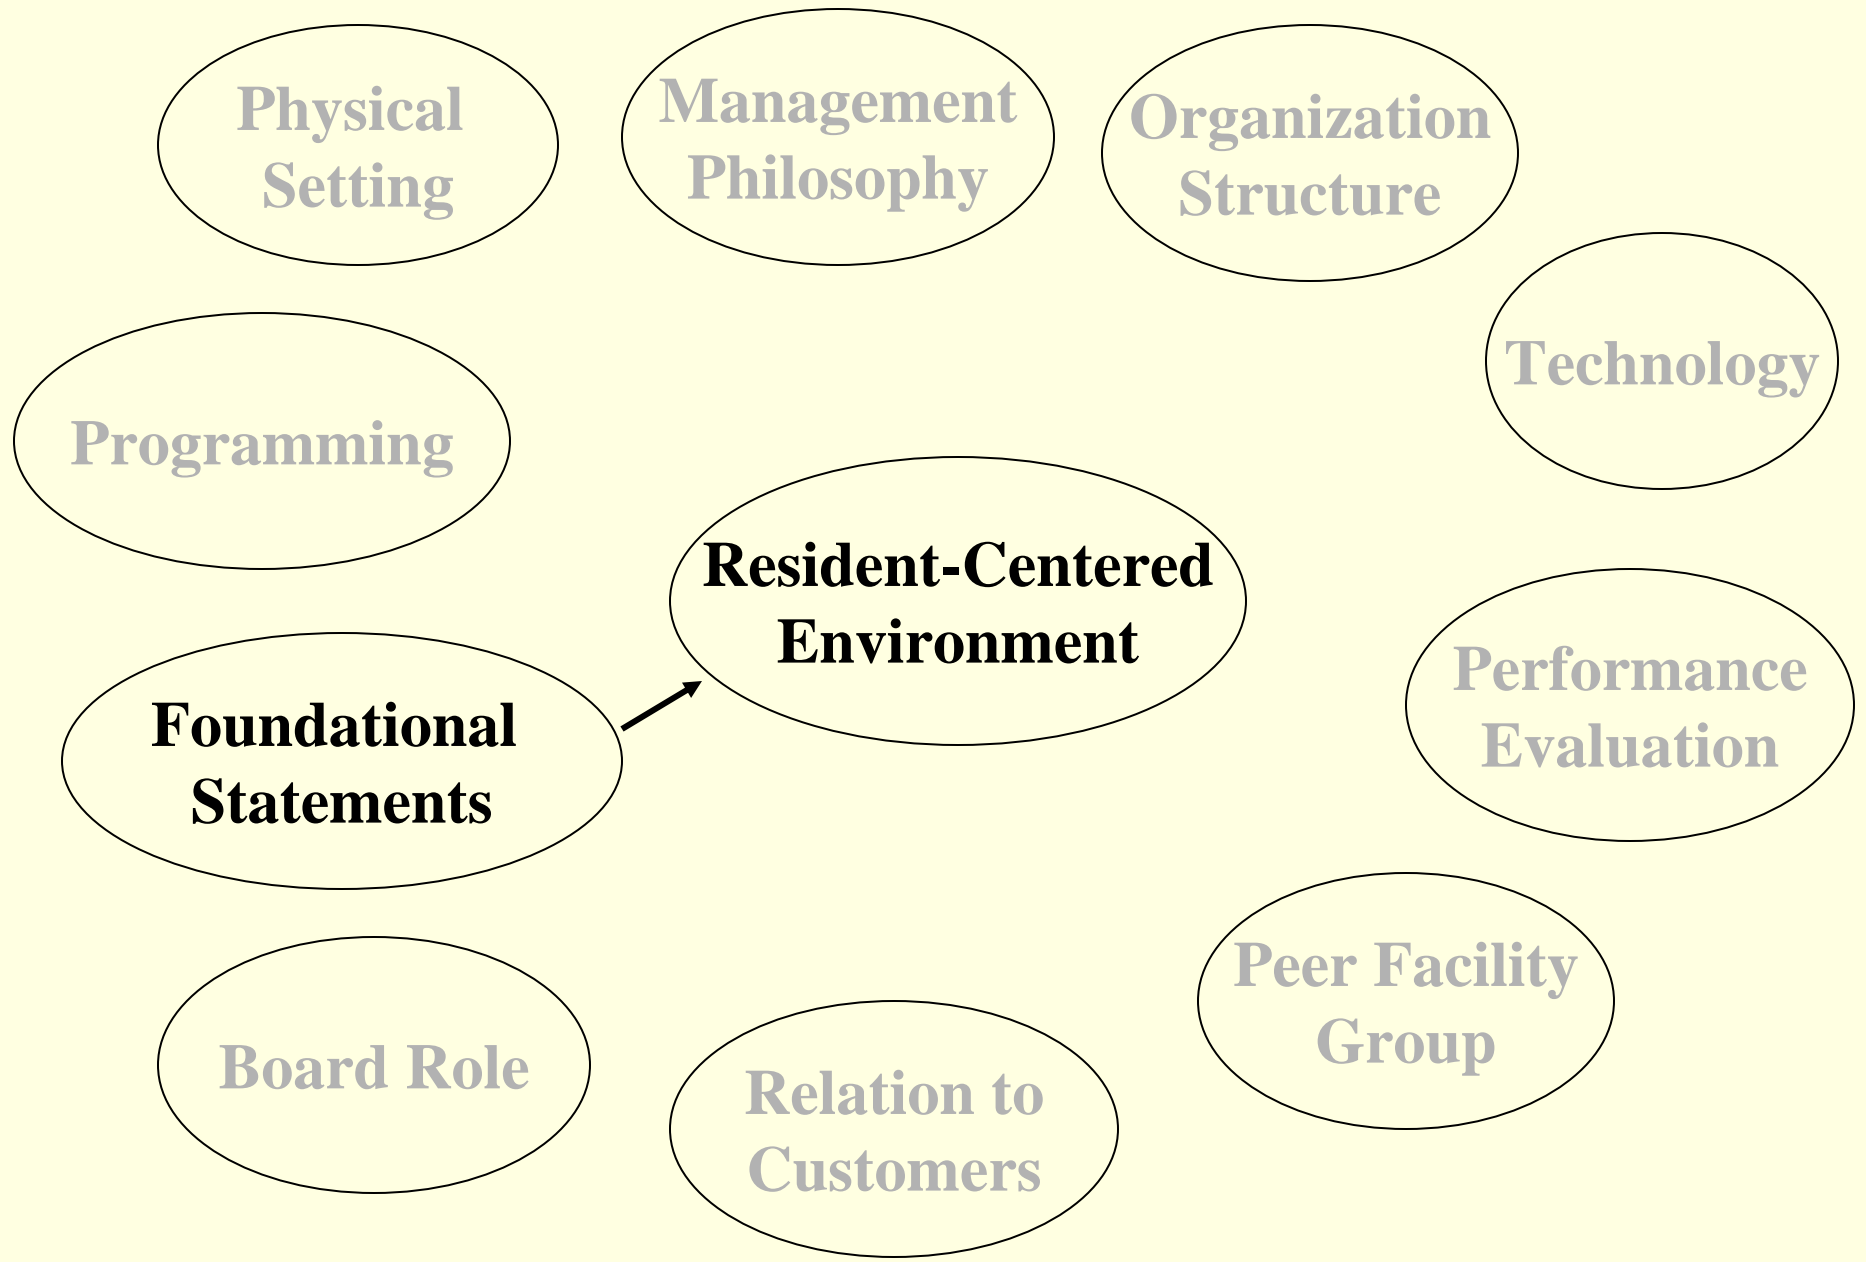 Physical
Setting
Management
Philosophy
Organization
Structure
Technology
Programming
Resident-Centered
Environment
Performance
Evaluation
Foundational
Statements
Peer Facility
Group
Board Role
Relation to
Customers